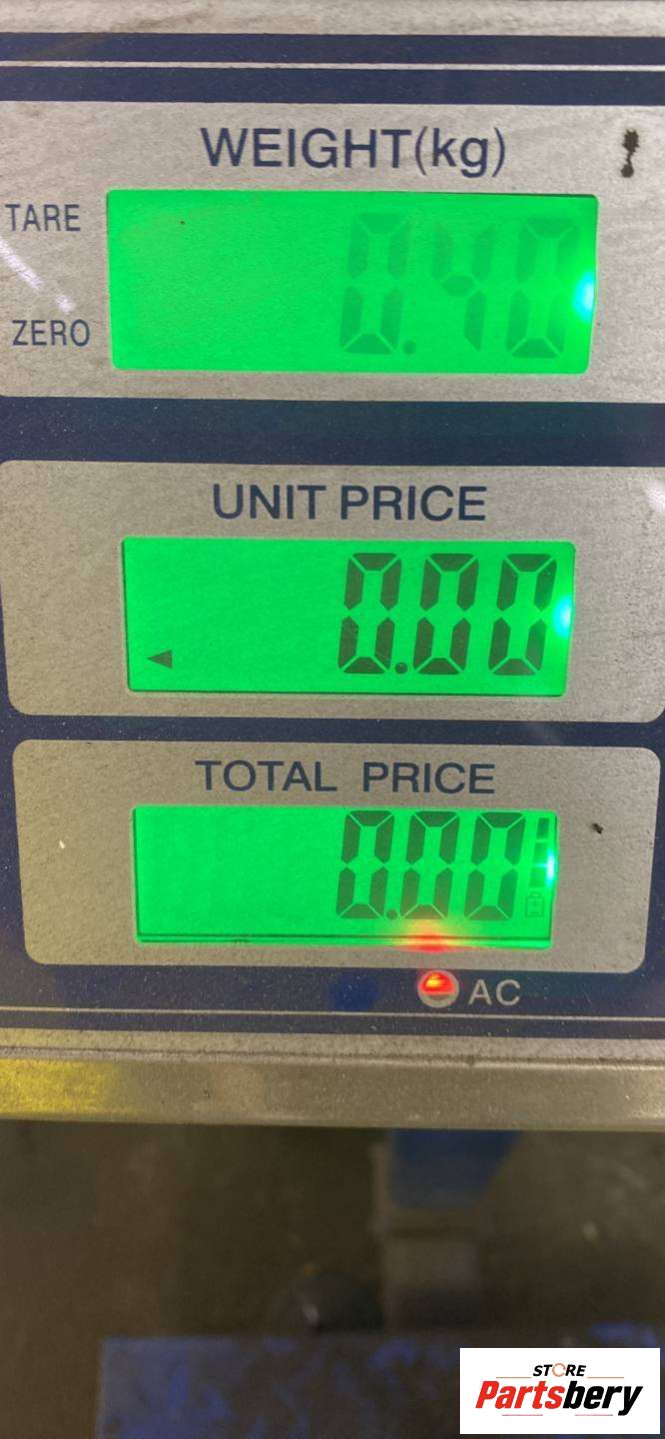 WEIGHT(kg)
TARE
0.40
ZERO
UNIT PRICE
0.00
TOTAL PRICE
0.00
AC
STORE
Partsbery